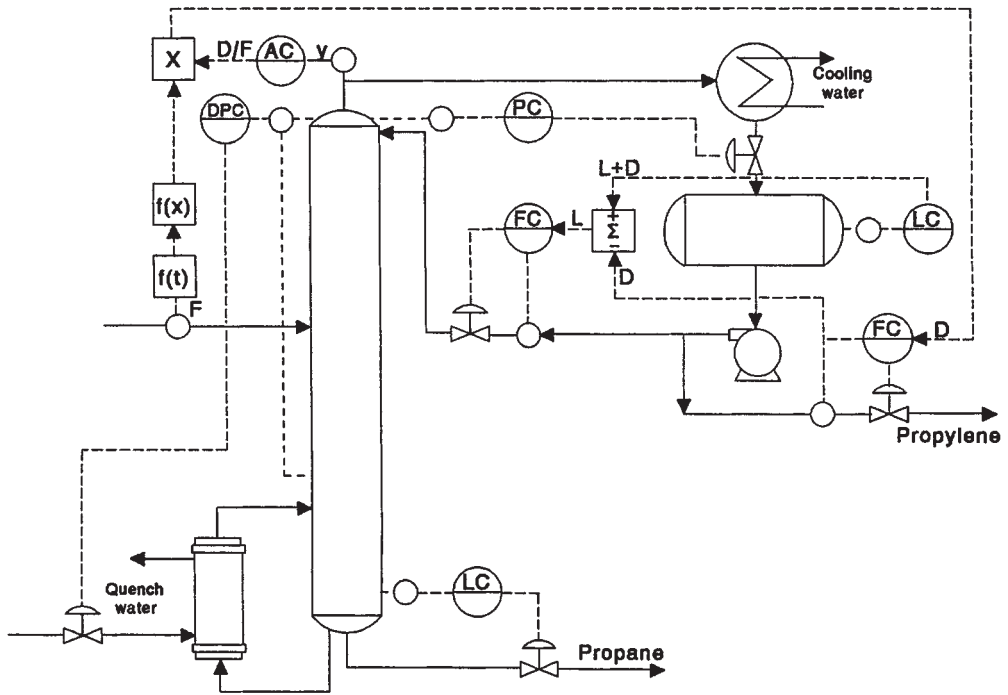 X
D/F
AC
y
Cooling
water
DPC
PC
L+D
f(x)
FC
L
+
Σ
–
LC
D
f(t)
F
FC
D
Propylene
Quench
water
LC
Propane